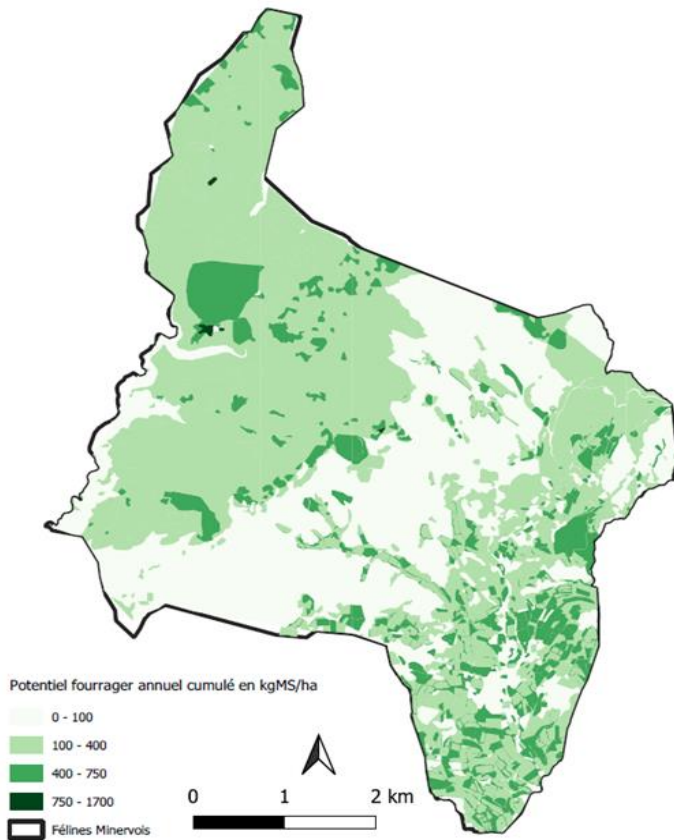 Potentiel fourrager annuel cumulé en kgMS/ha
0 - 100
100 - 400
400 - 750
750 - 1700
Félines Minervois
0 1 2 km